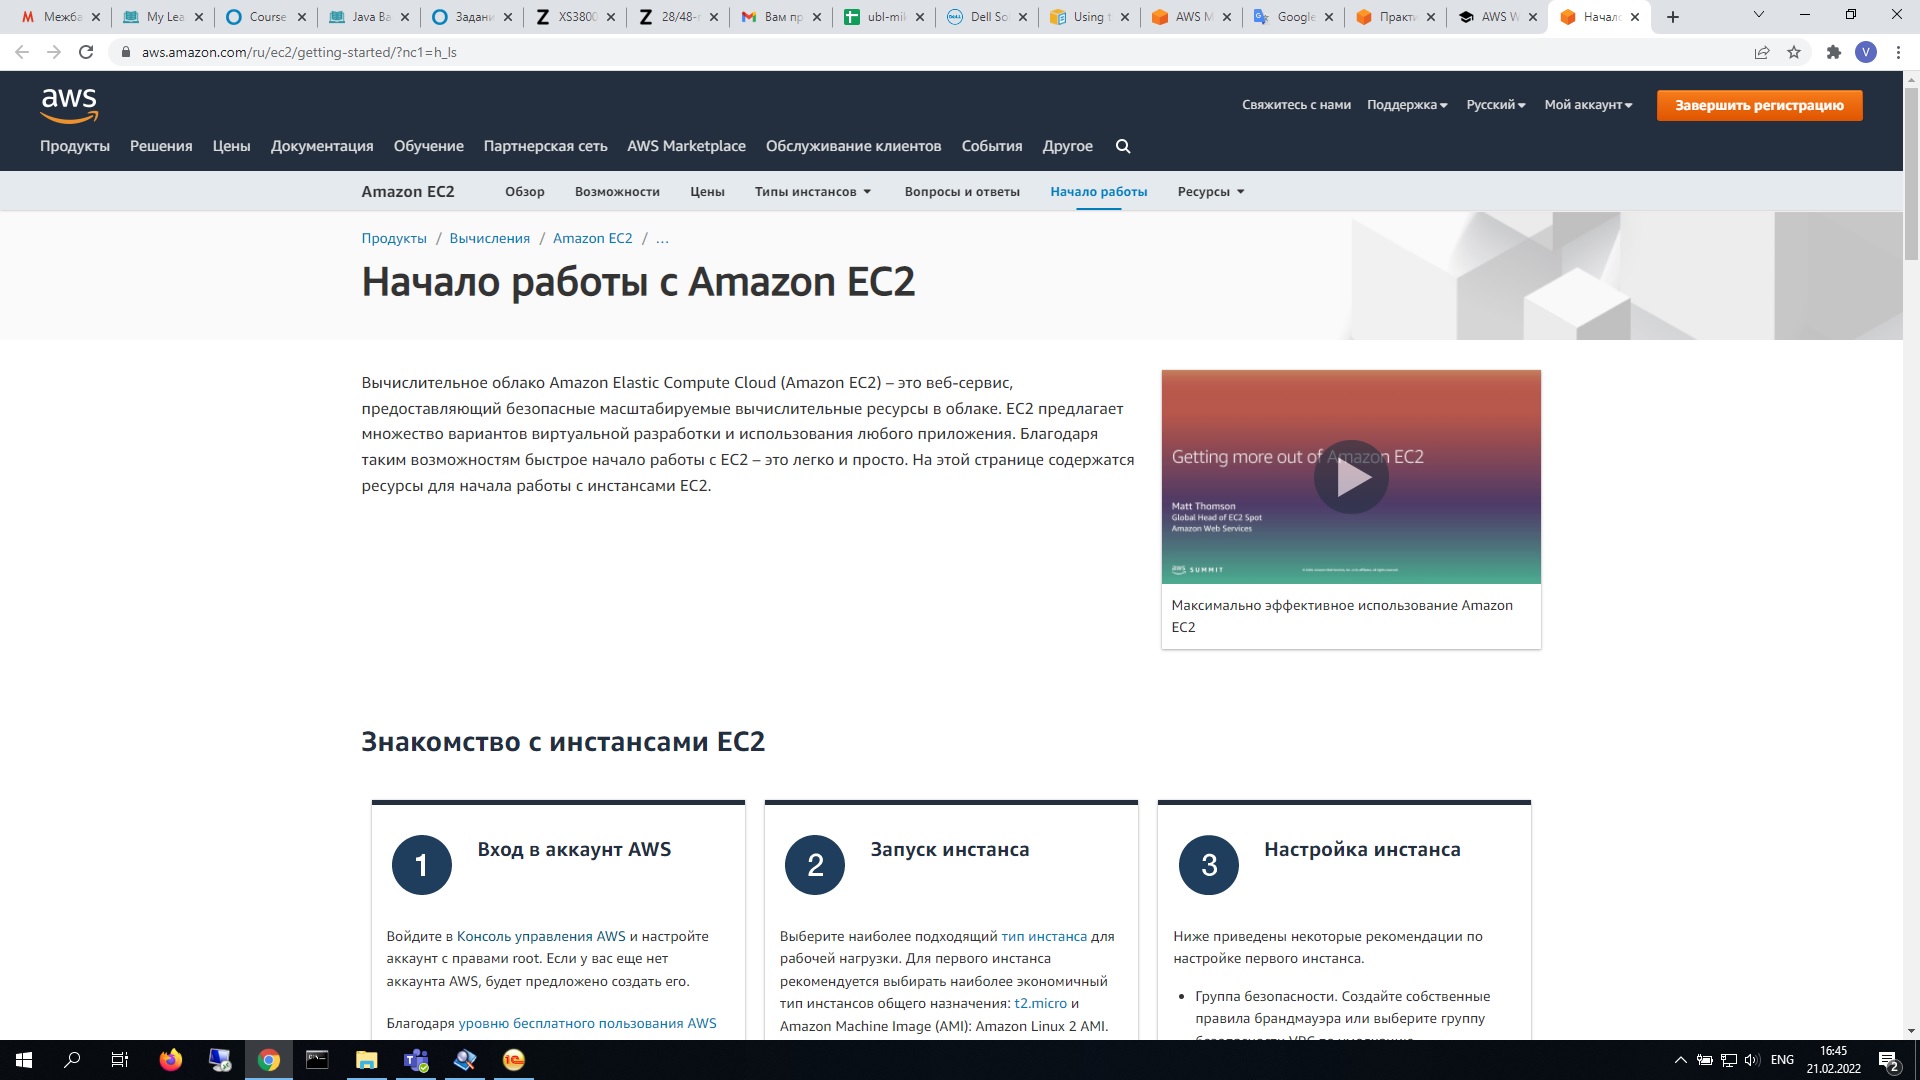 Межба
My Lea
Course
Java Ba
Задани
XS3800
28/48-
Вам пр
ubl-mik
Dell So
Using t
AWS M
Google
Практи
AWS W
Начало
aws.amazon.com/ru/ec2/getting-started/?nc1=h_ls
V
aws
Свяжитесь с нами
Поддержка
Русский
Мой аккаунт
Завершить регистрацию
Продукты
Решения
Цены
Документация
Обучение
Партнерская сеть
AWS Marketplace
Обслуживание клиентов
События
Другое
Amazon EC2
Обзор
Возможности
Цены
Типы инстансов
Вопросы и ответы
Начало работы
Ресурсы
Продукты / Вычисления / Amazon EC2 / …
Начало работы с Amazon EC2
Вычислительное облако Amazon Elastic Compute Cloud (Amazon EC2) – это веб-сервис,
предоставляющий безопасные масштабируемые вычислительные ресурсы в облаке. EC2 предлагает
множество вариантов виртуальной разработки и использования любого приложения. Благодаря
таким возможностям быстрое начало работы с EC2 – это легко и просто. На этой странице содержатся
ресурсы для начала работы с инстансами EC2.
Getting more out of Amazon EC2
Matt Thomson
Global Head of EC2 Spot
Amazon Web Services
aws SUMMIT
Максимально эффективное использование Amazon
EC2
Знакомство с инстансами EC2
1
Вход в аккаунт AWS
Войдите в Консоль управления AWS и настройте
аккаунт с правами root. Если у вас еще нет
аккаунта AWS, будет предложено создать его.
Благодаря уровню бесплатного пользования AWS
2
Запуск инстанса
Выберите наиболее подходящий тип инстанса для
рабочей нагрузки. Для первого инстанса
рекомендуется выбирать наиболее экономичный
тип инстансов общего назначения: t2.micro и
Amazon Machine Image (AMI): Amazon Linux 2 AMI.
3
Настройка инстанса
Ниже приведены некоторые рекомендации по
настройке первого инстанса.
• Группа безопасности. Создайте собственные
правила брандмауэра или выберите группу
ENG
16:45
21.02.2022
2